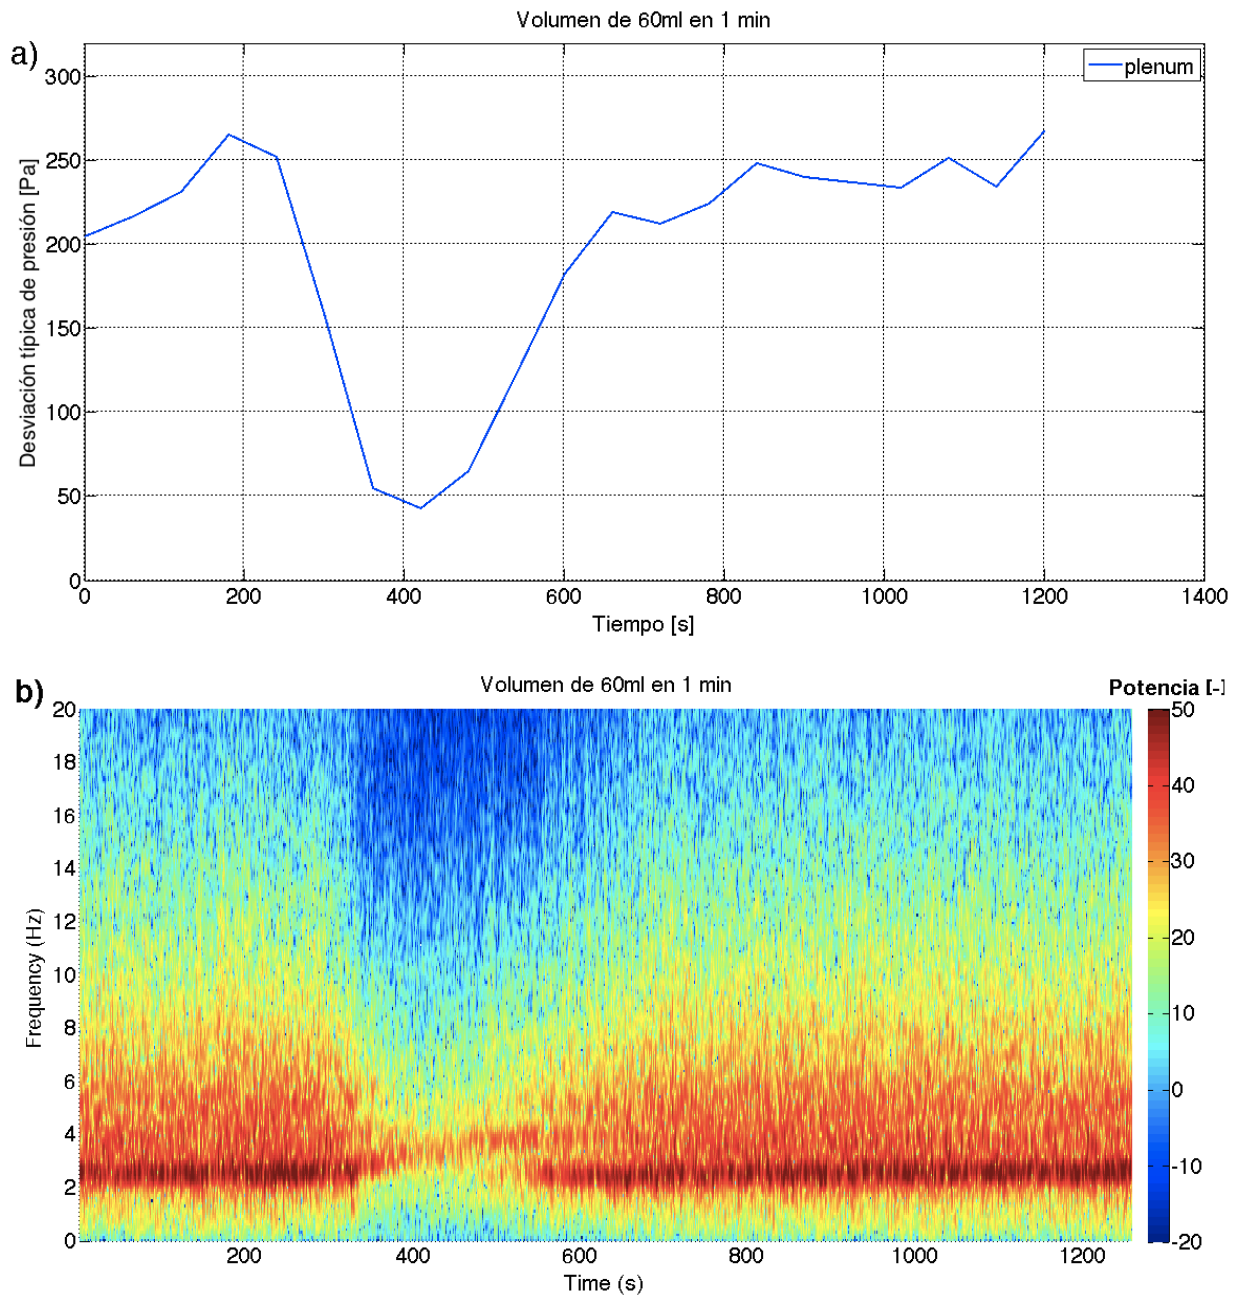 Volumen de 60ml en 1 min
a)
300
250
200
150
100
50
0
Desviación típica de presión [Pa]
plenum
0 200 400 600 800 1000 1200 1400
Tiempo [s]
b)
Volumen de 60ml en 1 min
Potencia [-]
20
18
16
14
12
10
8
6
4
2
0
Frequency (Hz)
50
40
30
20
10
0
-10
-20
200 400 600 800 1000 1200
Time (s)